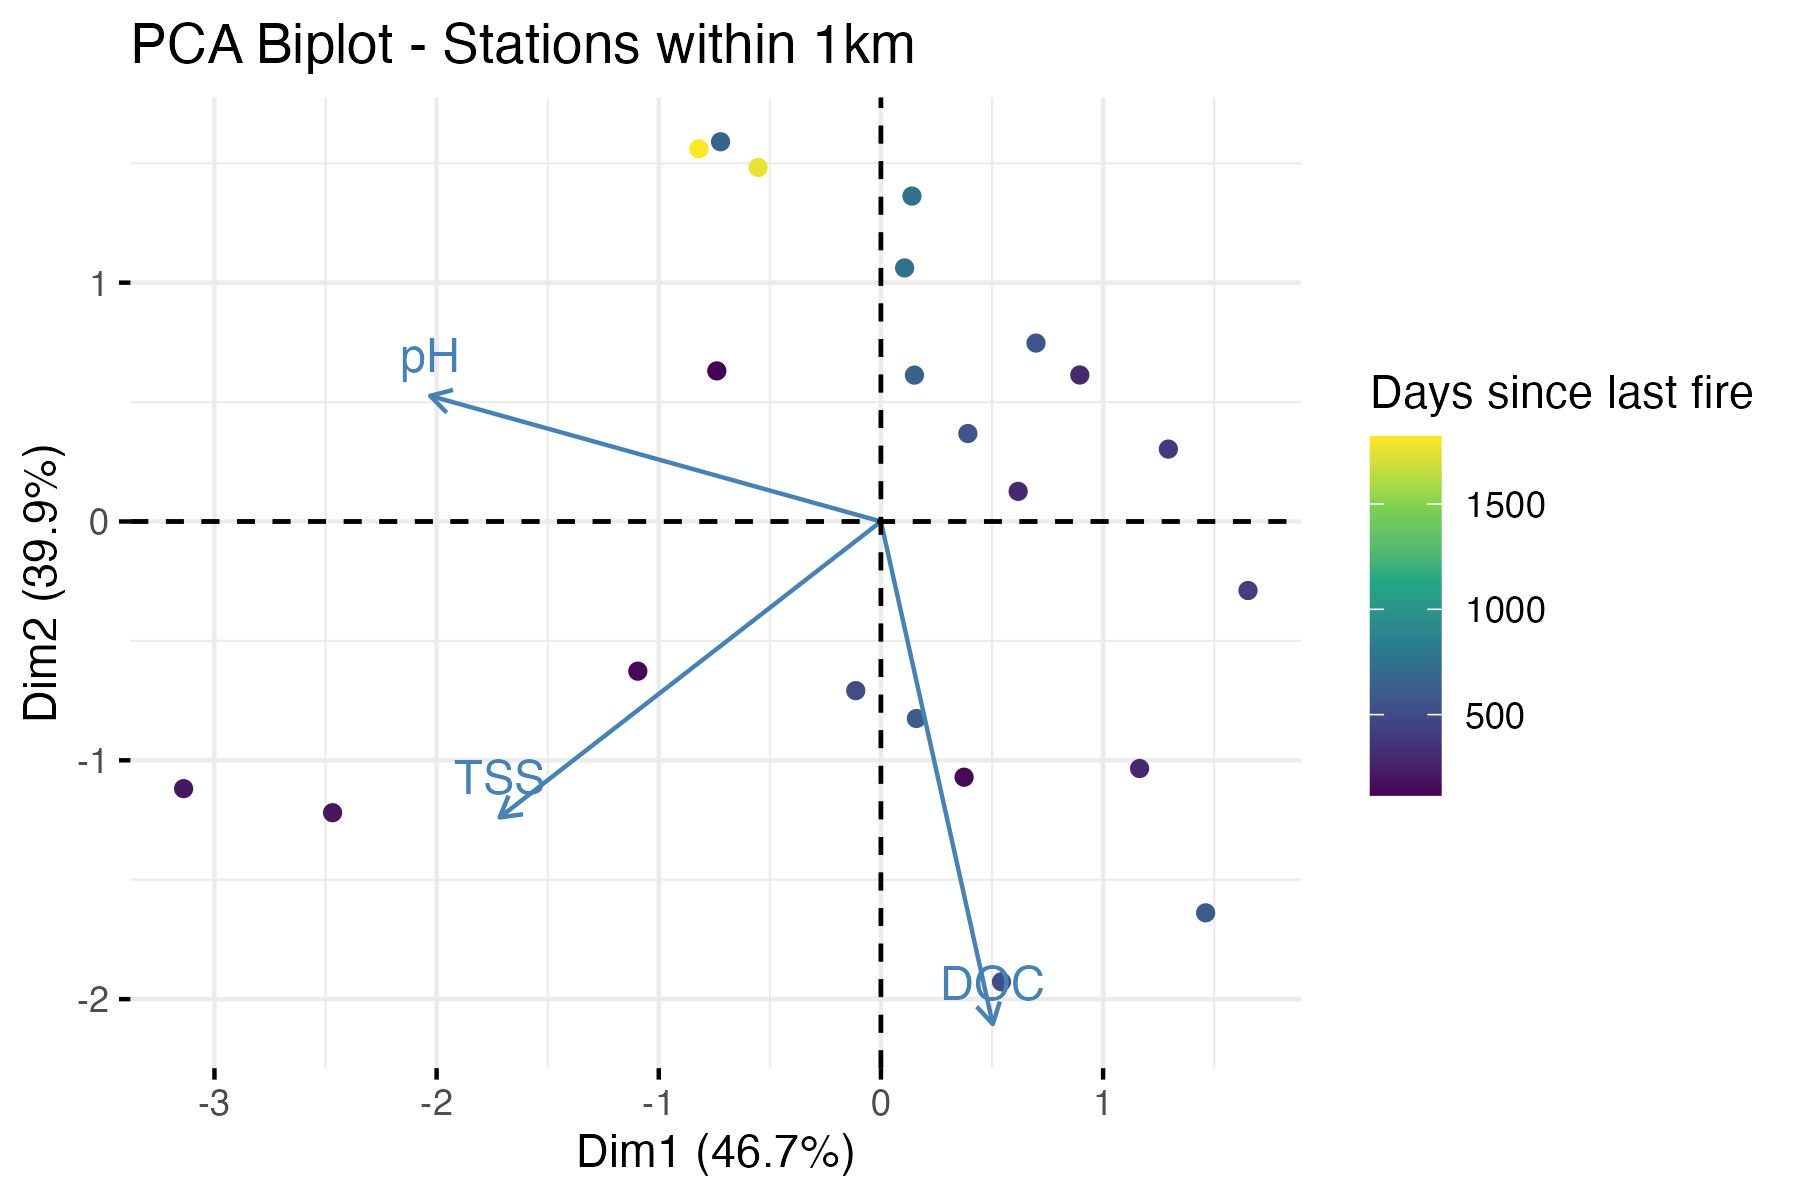 PCA Biplot - Stations within 1km
pH
TSS
DOC
1
0
-1
-2
-3
-2
-1
0
1
Dim1 (46.7%)
Dim2 (39.9%)
Days since last fire
1500
1000
500